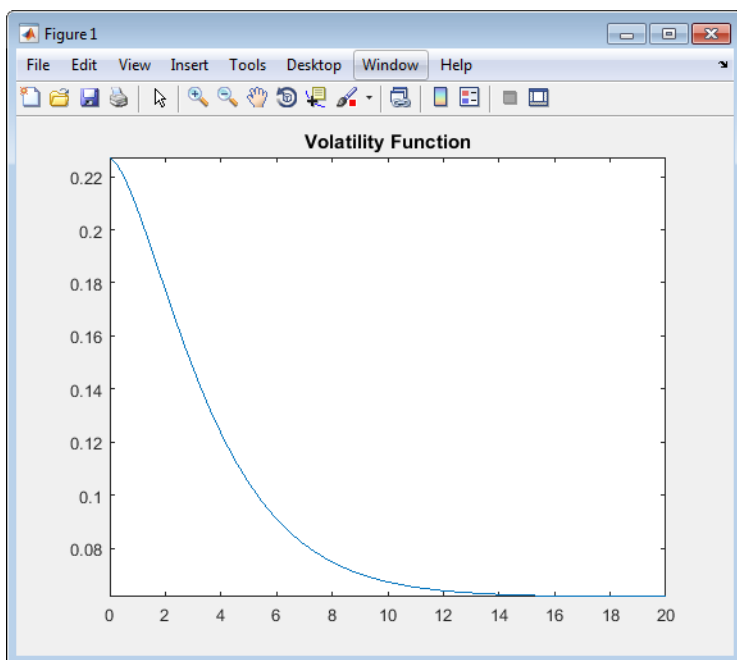 Figure 1
File Edit View Insert Tools Desktop Window Help
Volatility Function
0.22
0.2
0.18
0.16
0.14
0.12
0.1
0.08
0 2 4 6 8 10 12 14 16 18 20